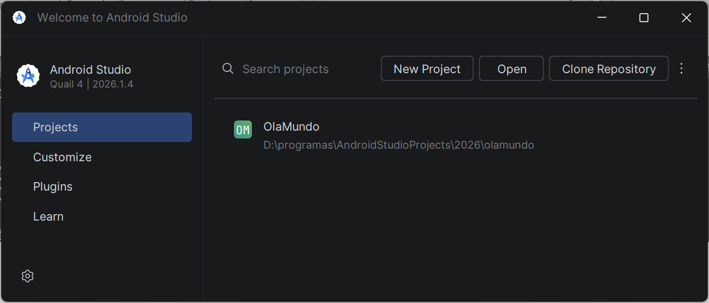 Welcome to Android Studio
Android Studio
Quail 4 | 2026.1.4
Projects
Customize
Plugins
Learn
Search projects
New Project
Open
Clone Repository
OM
OlaMundo
D:\programas\AndroidStudioProjects\2026\olamundo